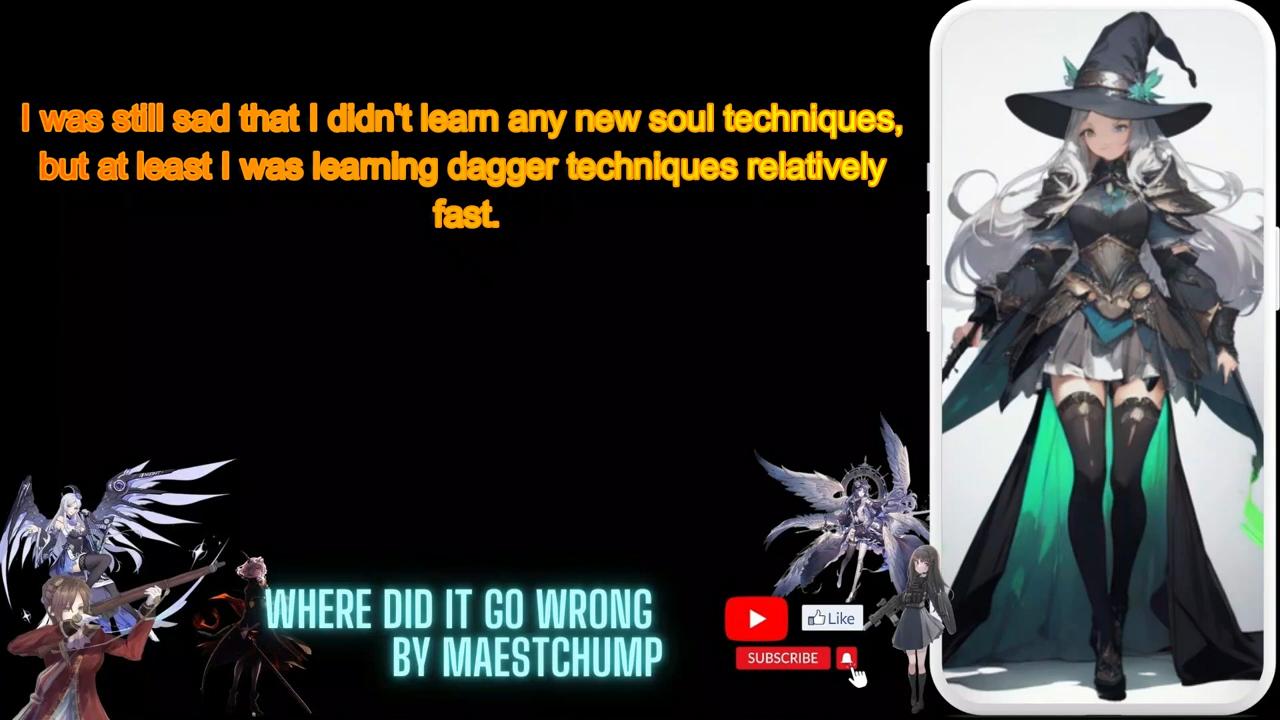 I was still sad that I didn't learn any new soul techniques,
but at least I was learning dagger techniques relatively
fast.
WHERE DID IT GO WRONG
BY MAESTCHUMP
Like
SUBSCRIBE